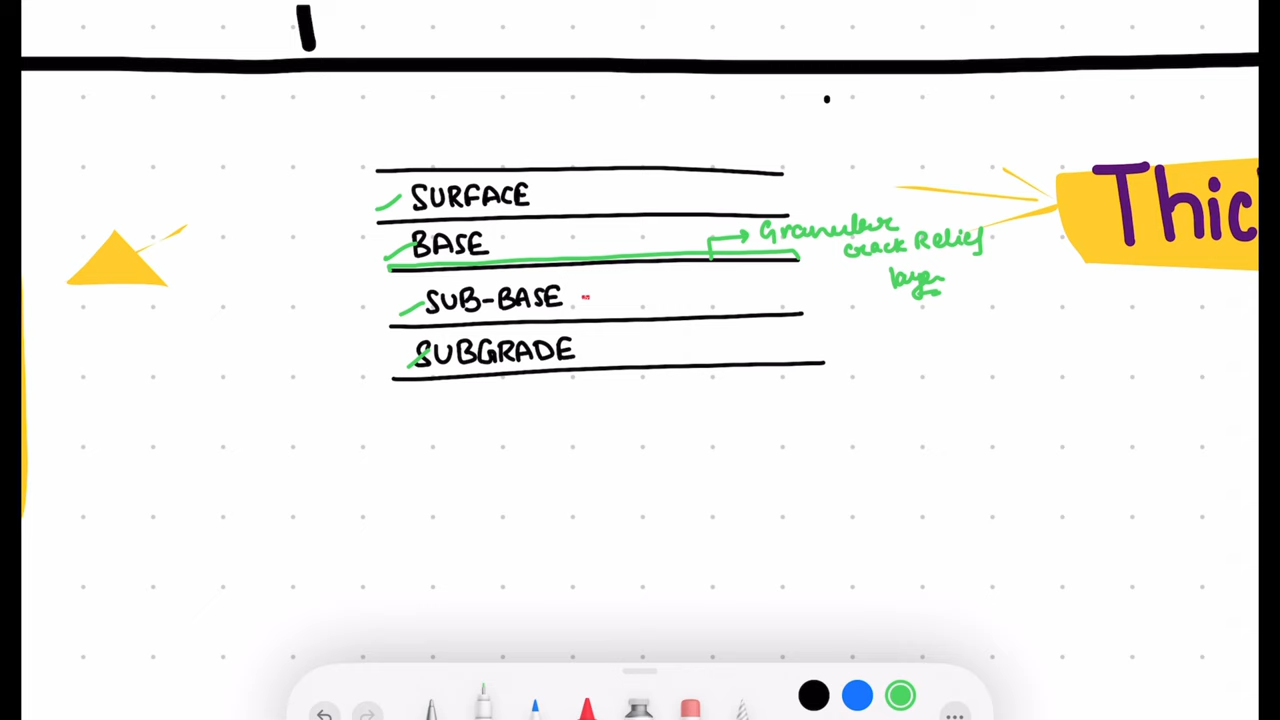 SURFACE
BASE
Granular
crack Relief
layer
SUB-BASE
SUBGRADE
Thic